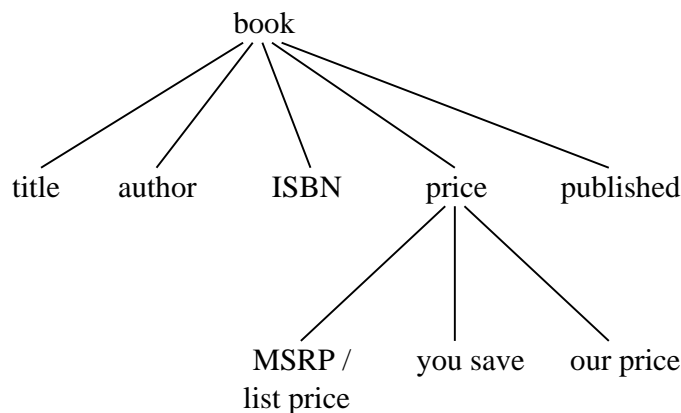 book
title author ISBN price published
MSRP / you save our price
list price